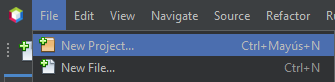 File Edit View Navigate Source Refactor
New Project... Ctrl+Mayús+N
New File... Ctrl+N